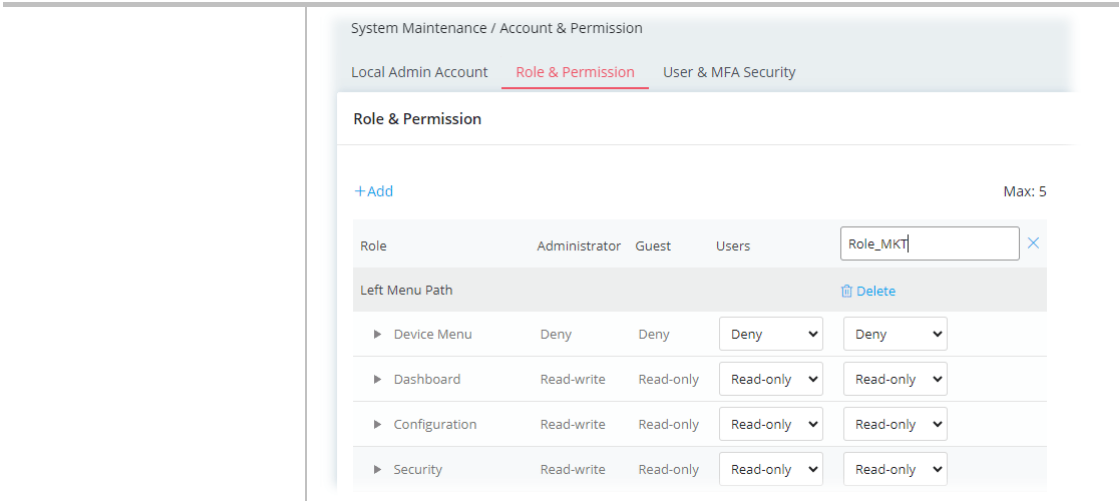 System Maintenance / Account & Permission
Local Admin Account Role & Permission User & MFA Security
Role & Permission
+Add Max: 5
Role Administrator Guest Users Role_MKT
Left Menu Path Delete
Device Menu Deny Deny Deny Deny
Dashboard Read-write Read-only Read-only Read-only
Configuration Read-write Read-only Read-only Read-only
Security Read-write Read-only Read-only Read-only